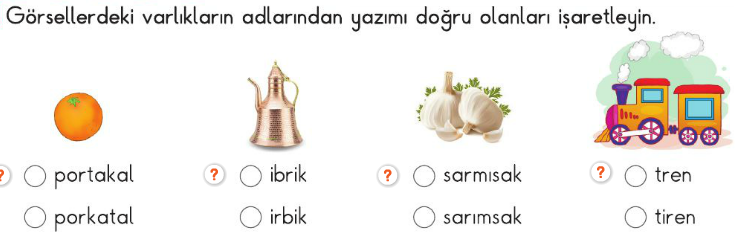 Görsellerdeki varlıkların adlarından yazımı doğru olanları işaretleyin.
? portakal ? ibrik ? sarmısak ? tren
porkatal irbik sarımsak tiren